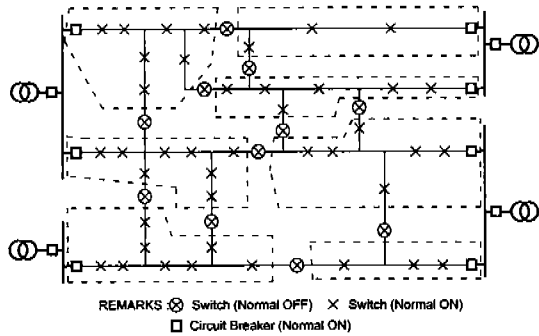 REMARKS : Switch (Normal OFF) Switch (Normal ON)
Circuit Breaker (Normal ON)